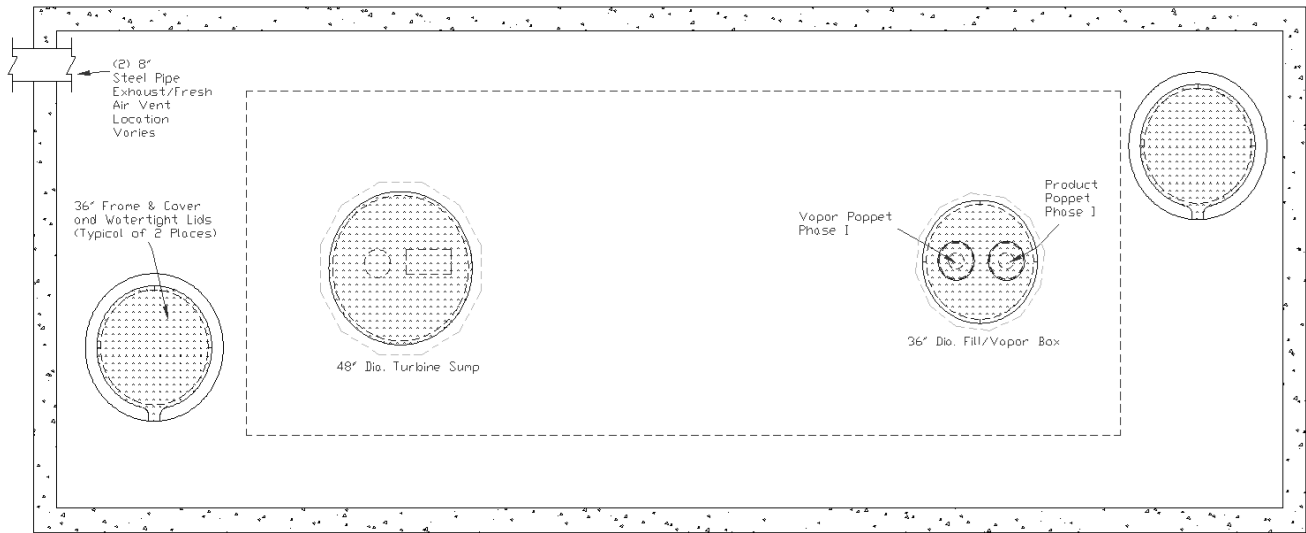 (2) 8"
Steel Pipe
Exhaust/Fresh
Air Vent
Location
Varies
36" Frame & Cover
and Watertight Lids
(Typical of 2 Places)
48" Dia. Turbine Sump
Vapor Poppet
Phase I
Product
Poppet
Phase I
36" Dia. Fill/Vapor Box